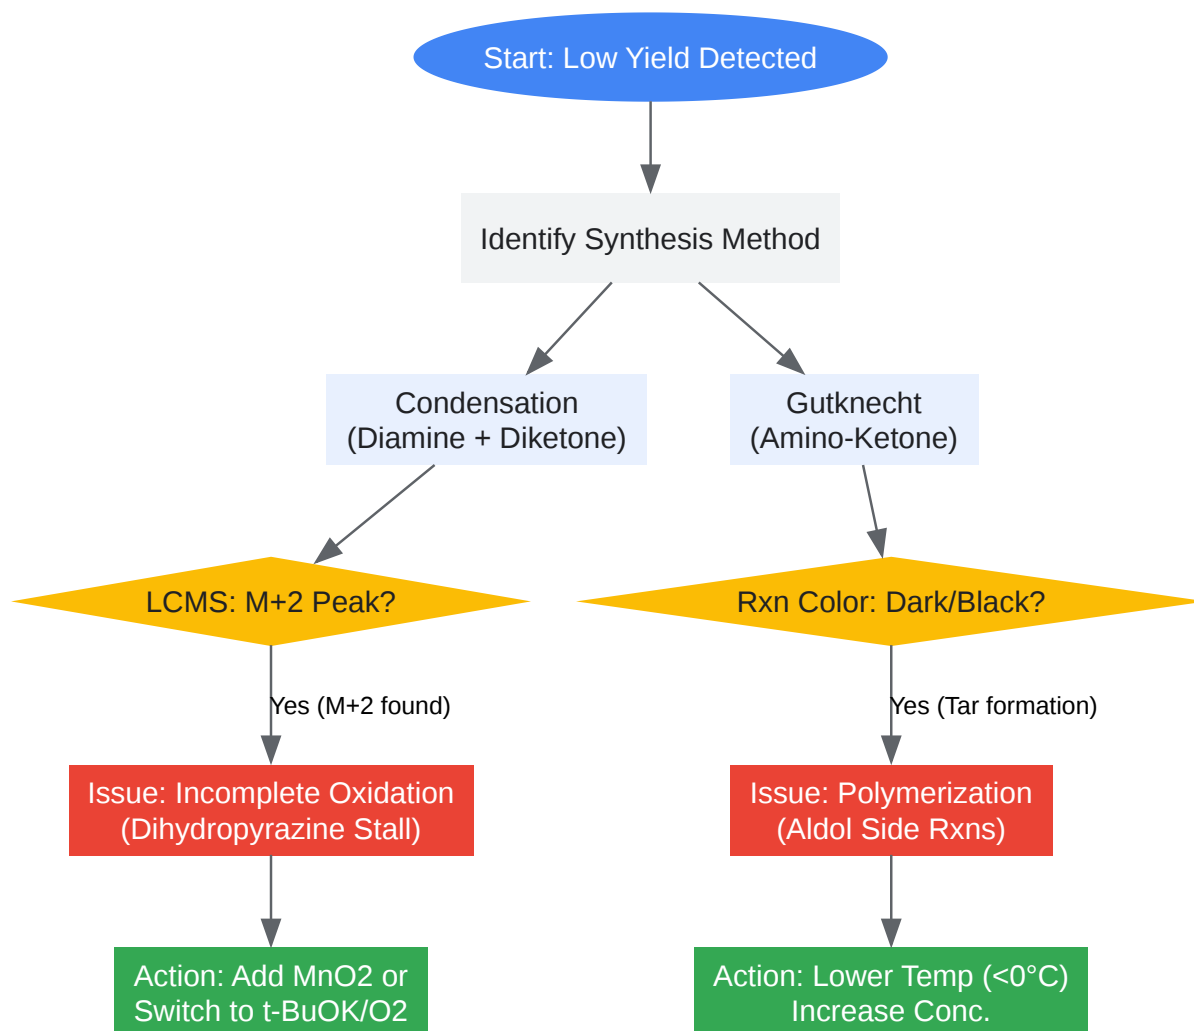 Start: Low Yield Detected
Identify Synthesis Method
Condensation
(Diamine + Diketone)
Gutknecht
(Amino-Ketone)
LCMS: M+2 Peak?
Rxn Color: Dark/Black?
Yes (M+2 found)
Yes (Tar formation)
Issue: Incomplete Oxidation
(Dihydropyrazine Stall)
Issue: Polymerization
(Aldol Side Rxns)
Action: Add MnO2 or
Switch to t-BuOK/O2
Action: Lower Temp (<0°C)
Increase Conc.